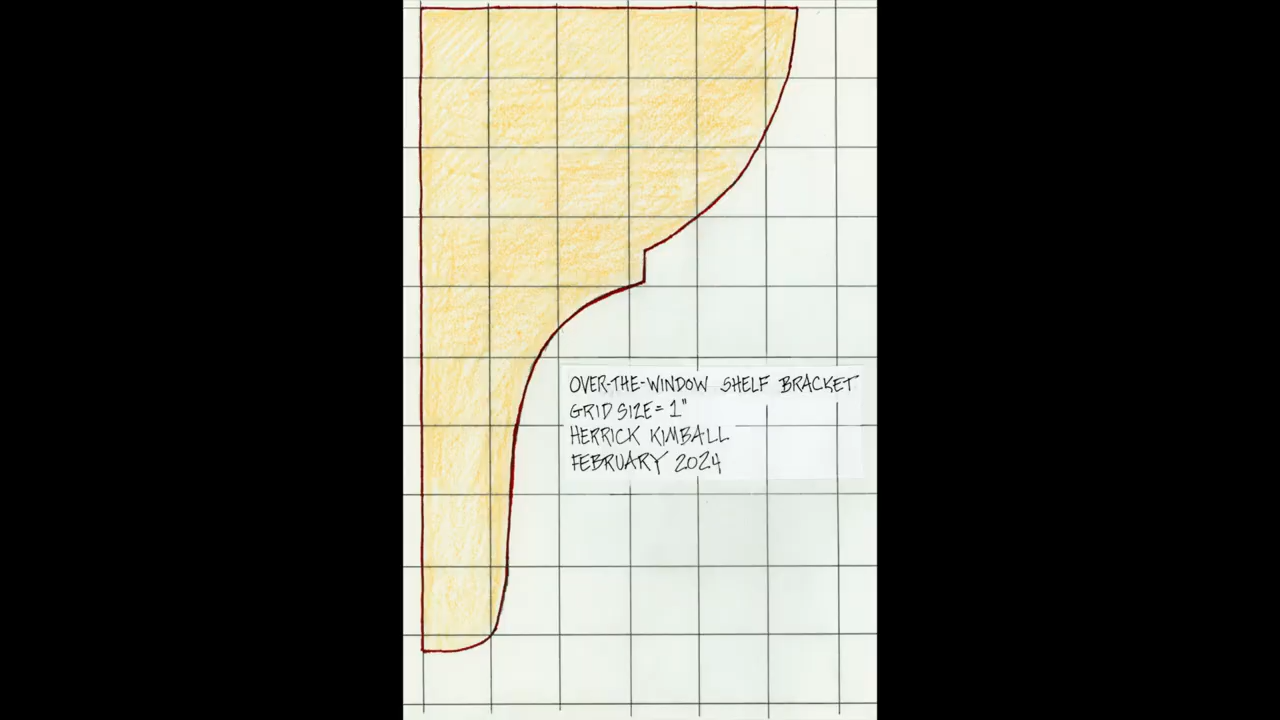 OVER-THE-WINDOW SHELF BRACKET
GRID SIZE = 1"
HERRICK KIMBALL
FEBRUARY 2024